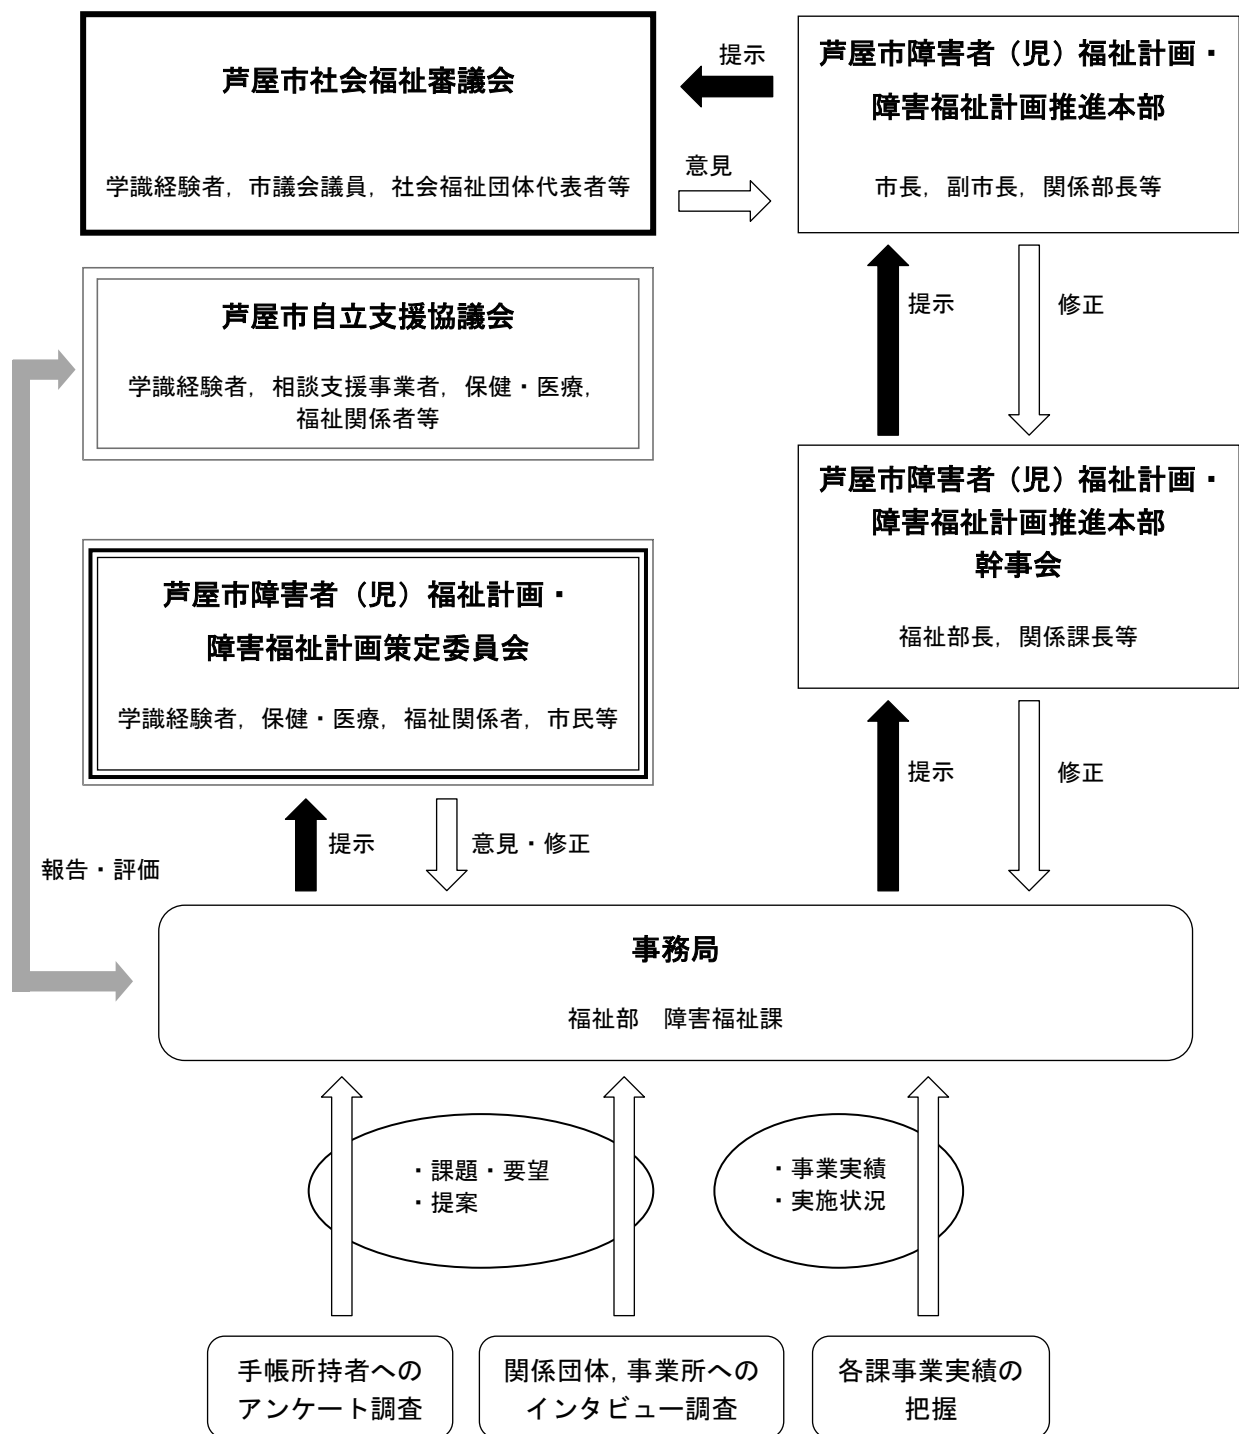 芦屋市社会福祉審議会
学識経験者，市議会議員，社会福祉団体代表者等
提示
意見
芦屋市障害者（児）福祉計画・
障害福祉計画推進本部
市長，副市長，関係部長等
提示
修正
芦屋市自立支援協議会
学識経験者，相談支援事業者，保健・医療，
福祉関係者等
芦屋市障害者（児）福祉計画・
障害福祉計画推進本部
幹事会
福祉部長，関係課長等
芦屋市障害者（児）福祉計画・
障害福祉計画策定委員会
学識経験者，保健・医療，福祉関係者，市民等
提示
意見・修正
提示
修正
報告・評価
事務局
福祉部　障害福祉課
・課題・要望
・提案
・事業実績
・実施状況
手帳所持者への
アンケート調査
関係団体，事業所への
インタビュー調査
各課事業実績の
把握